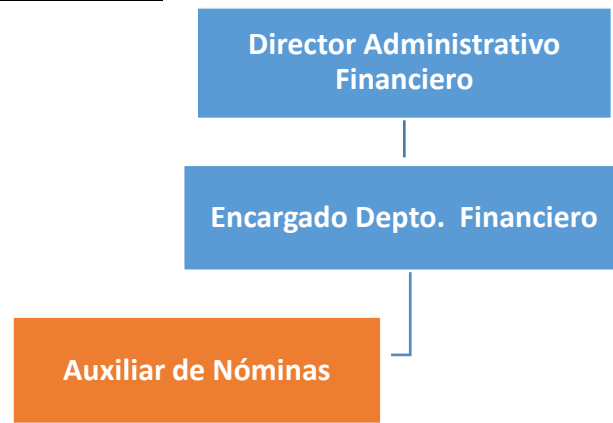 Director Administrativo
Financiero
Encargado Depto. Financiero
Auxiliar de Nóminas